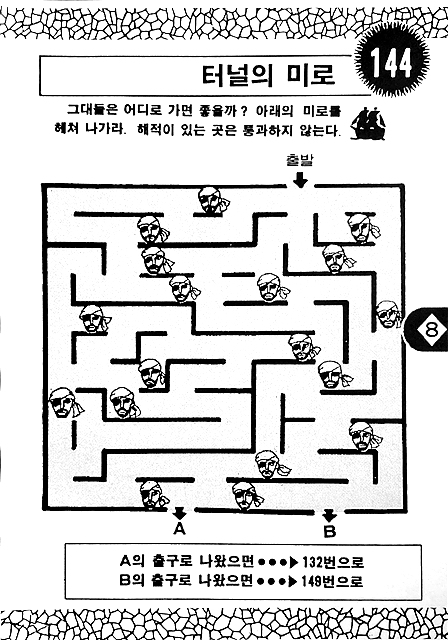 144
터널의 미로
그대들은 어디로 가면 좋을까? 아래의 미로를
헤쳐 나가라. 해적이 있는 곳은 통과하지 않는다.
출발
8
A
B
A의 출구로 나왔으면 ●●●▶ 132번으로
B의 출구로 나왔으면 ●●●▶ 149번으로